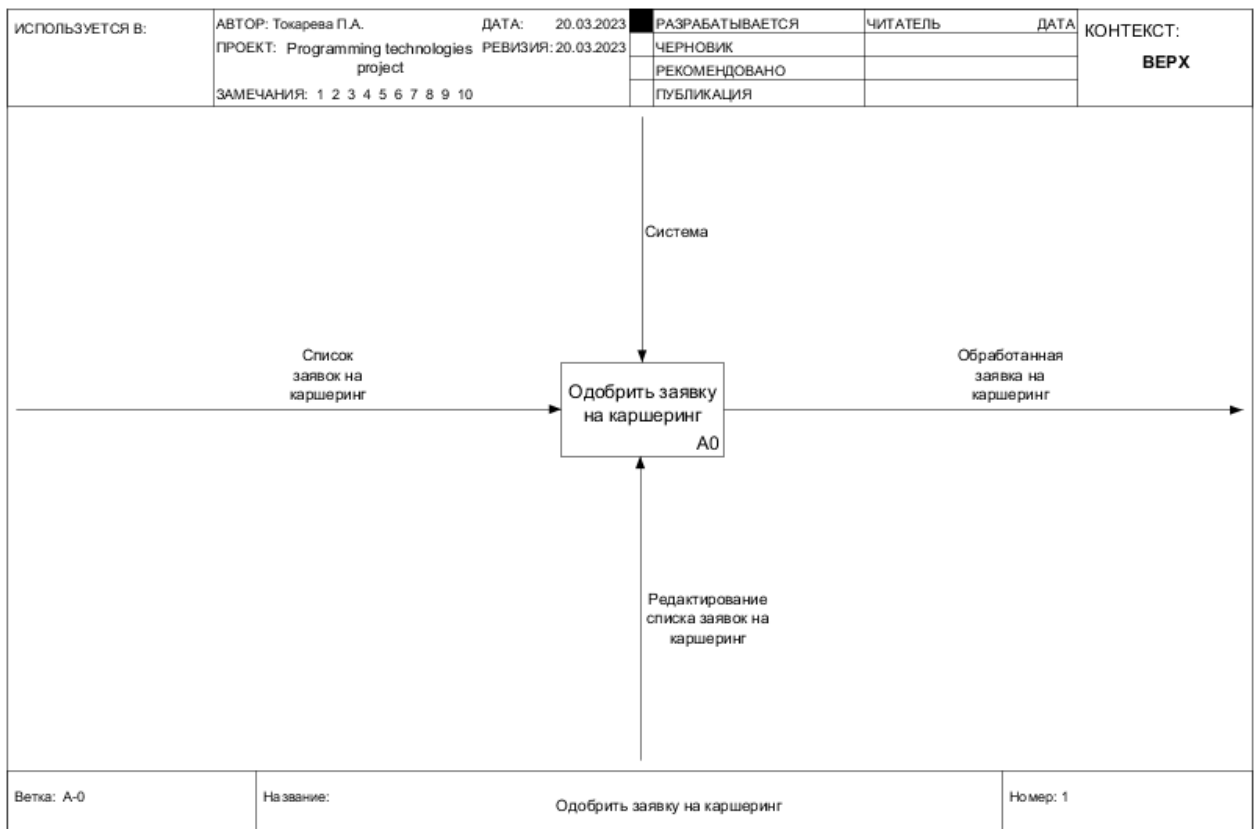 ИСПОЛЬЗУЕТСЯ В:
АВТОР: Токарева П.А.
ДАТА: 20.03.2023
ПРОЕКТ: Programming technologies
project
РЕВИЗИЯ: 20.03.2023
ЗАМЕЧАНИЯ: 1 2 3 4 5 6 7 8 9 10
РАЗРАБАТЫВАЕТСЯ
ЧЕРНОВИК
РЕКОМЕНДОВАНО
ПУБЛИКАЦИЯ
ЧИТАТЕЛЬ ДАТА
КОНТЕКСТ:
ВЕРХ
Система
Список
заявок на
каршеринг
Одобрить заявку
на каршеринг
A0
Обработанная
заявка на
каршеринг
Редактирование
списка заявок на
каршеринг
Ветка: A-0
Название:
Одобрить заявку на каршеринг
Номер: 1